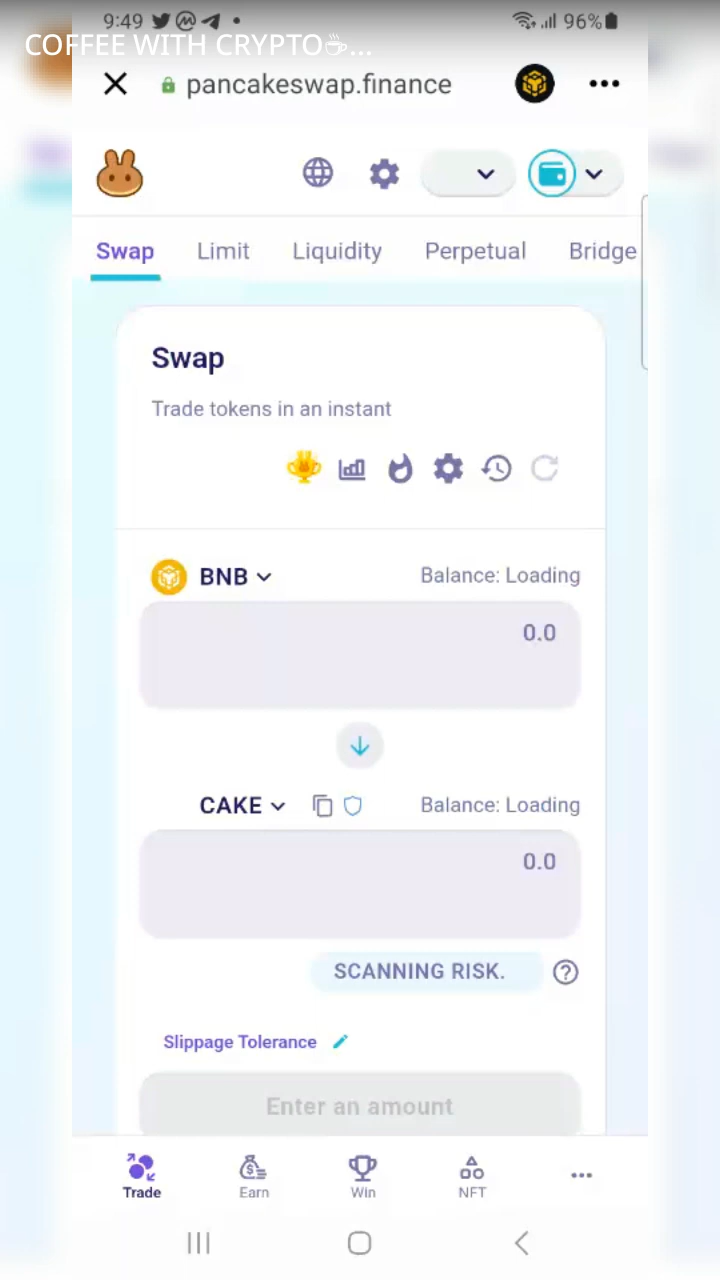 9:49 96%
COFFEE WITH CRYPTO☕...
pancakeswap.finance
Swap Limit Liquidity Perpetual Bridge
Swap
Trade tokens in an instant
BNB Balance: Loading
0.0
CAKE Balance: Loading
0.0
SCANNING RISK.
Slippage Tolerance
Enter an amount
Trade Earn Win NFT